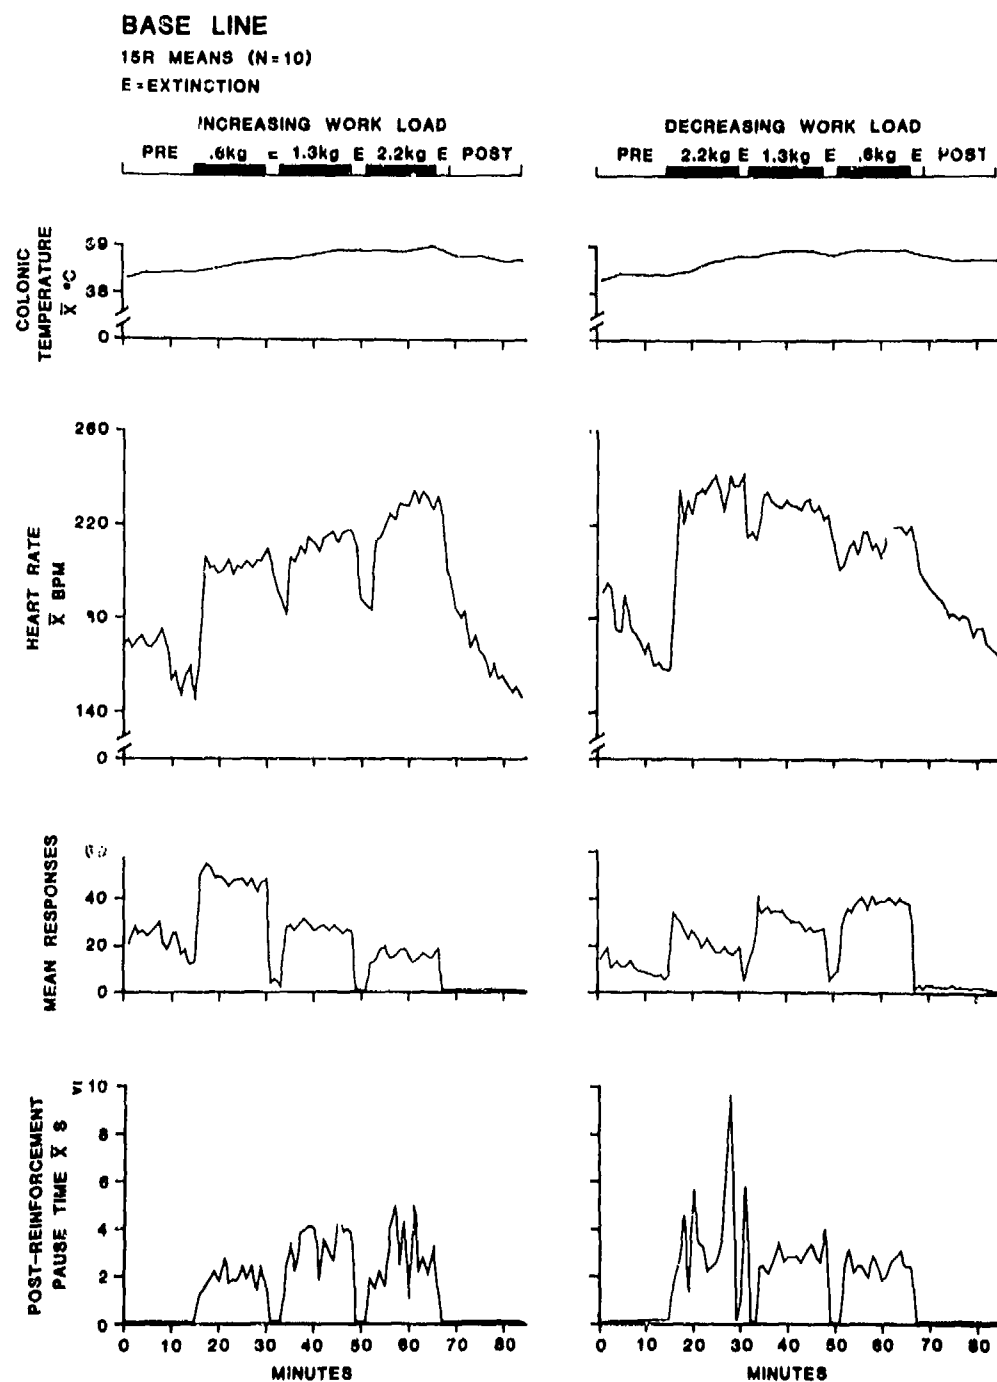 BASE LINE
15R MEANS (N=10)
E=EXTINCTION
INCREASING WORK LOAD
PRE .6kg = 1.3kg E 2.2kg E POST
DECREASING WORK LOAD
PRE 2.2kg E 1.3kg E .6kg E POST
COLONIC
TEMPERATURE
X̅ °C
39
38
0
HEART RATE
X̅ BPM
260
220
140
0
MEAN RESPONSES
40
20
0
POST-REINFORCEMENT
PAUSE TIME X̅ S
10
8
6
4
2
0
0 10 20 30 40 50 60 70 80
MINUTES
0 10 20 30 40 50 60 70 80
MINUTES